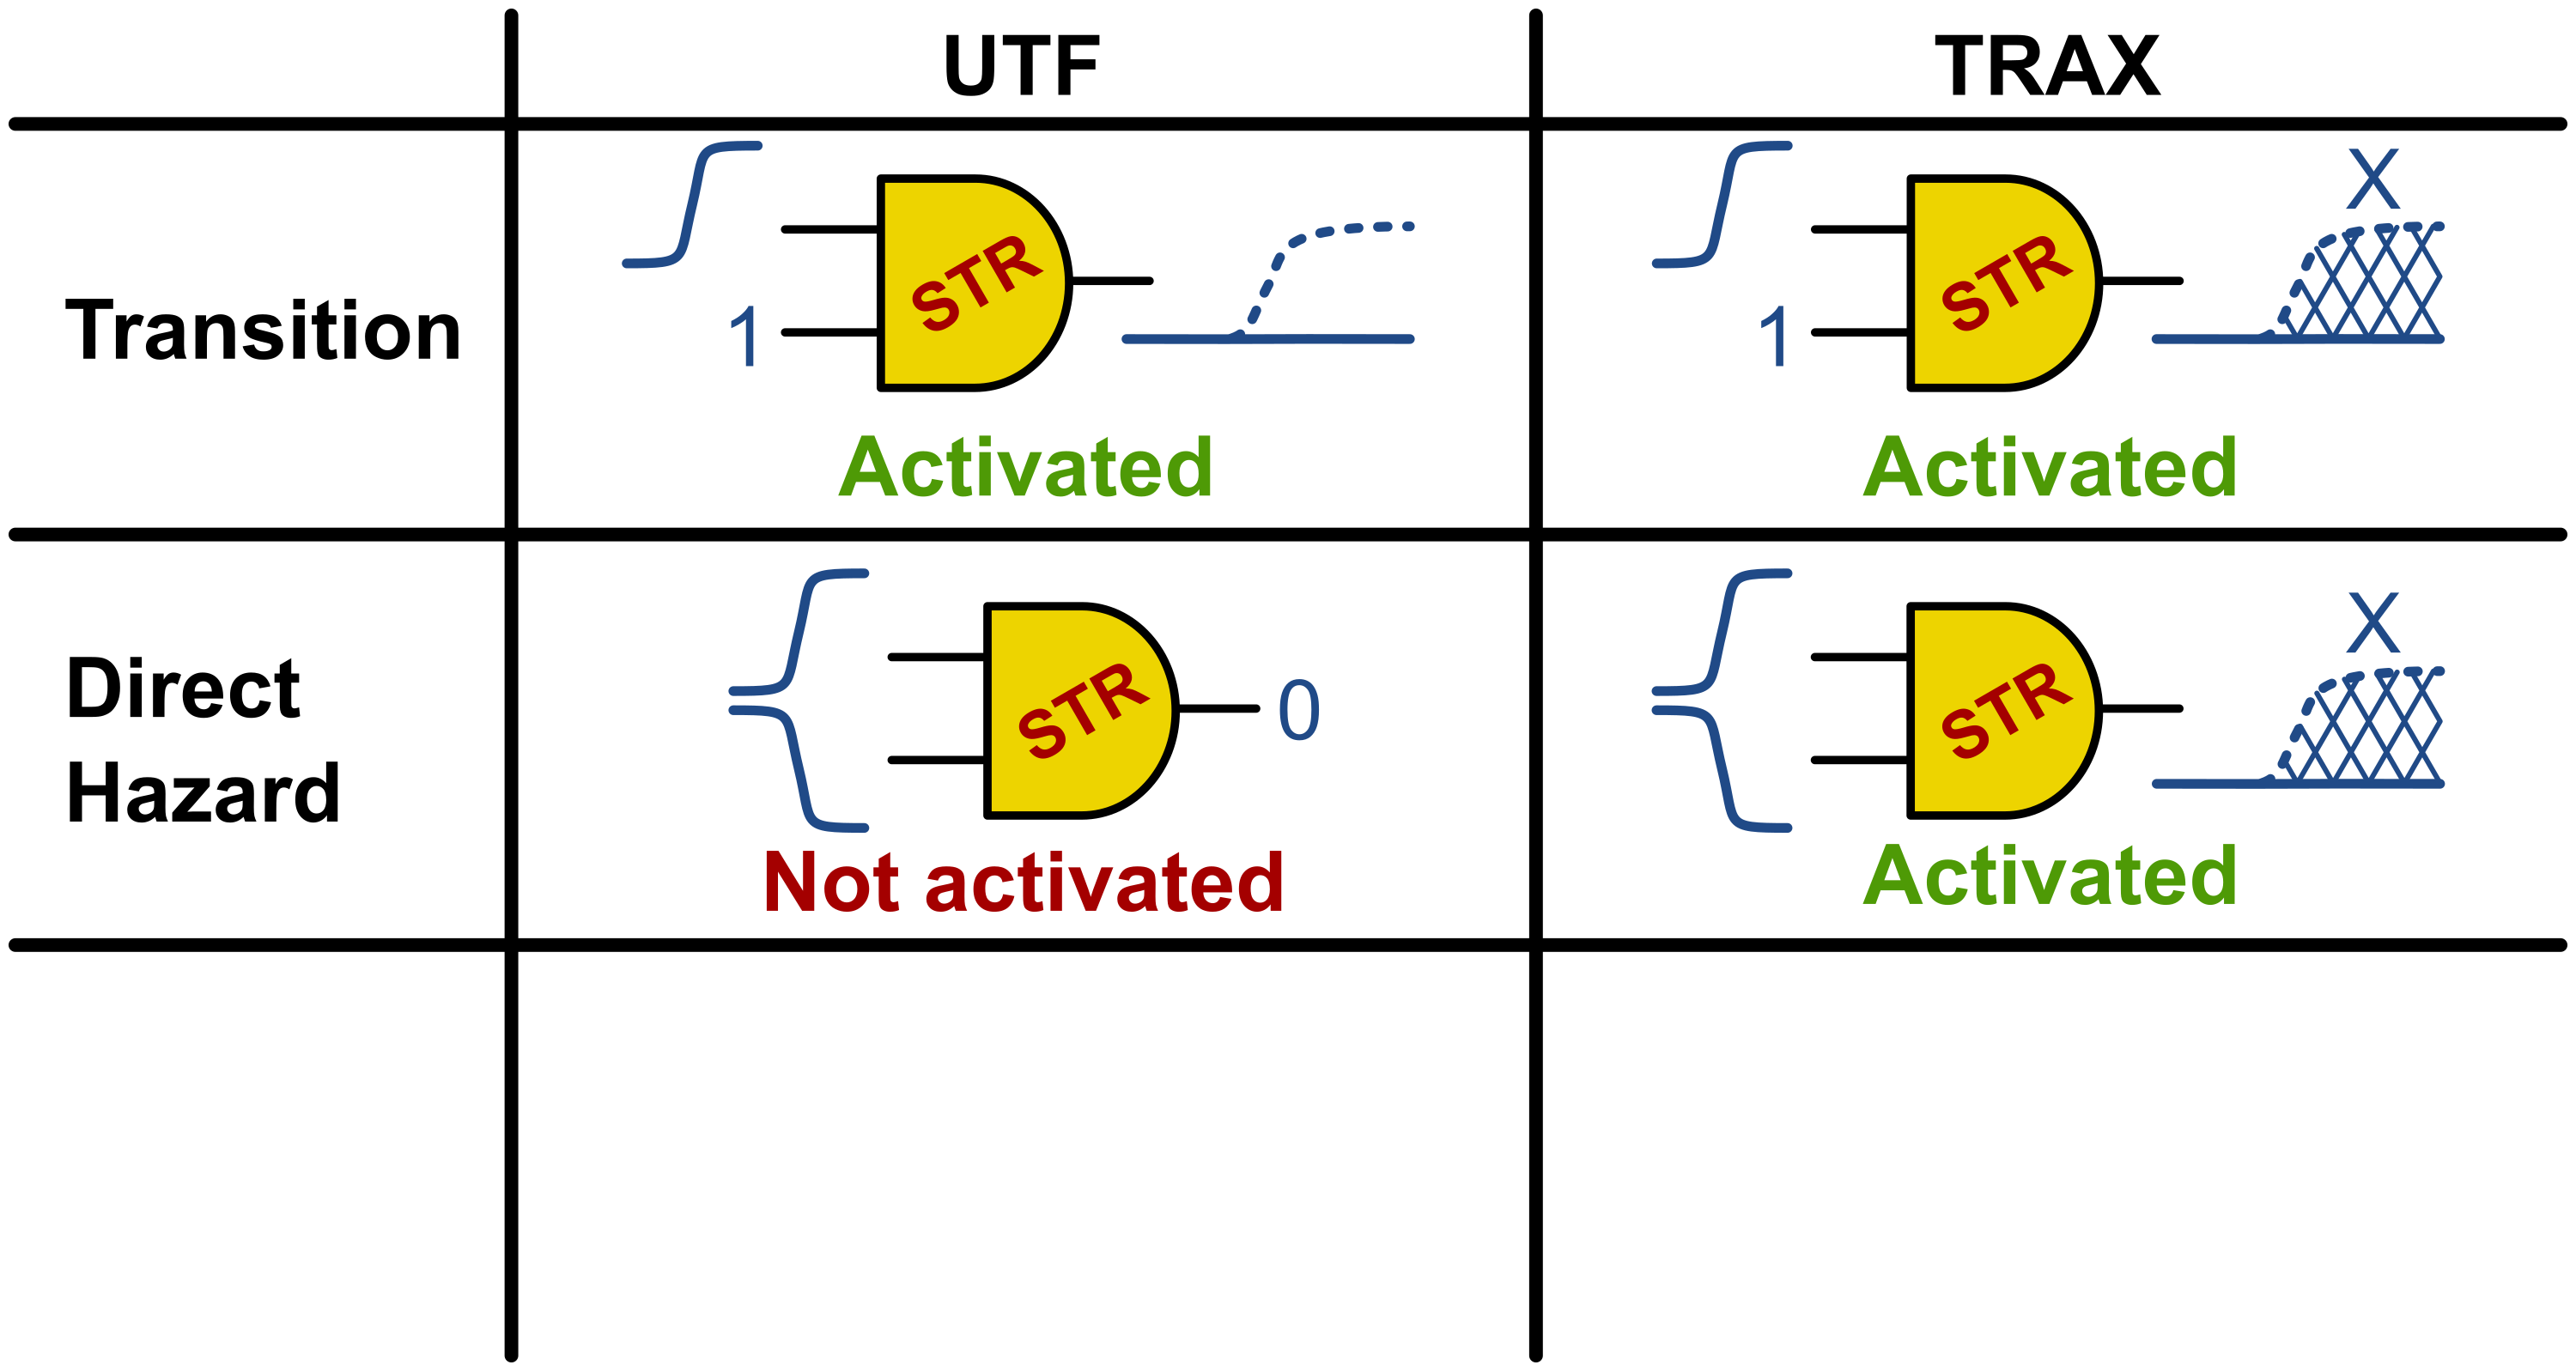 UTF
TRAX
Transition
1
STR
Activated
1
STR
X
Activated
Direct
Hazard
STR
0
Not activated
STR
X
Activated